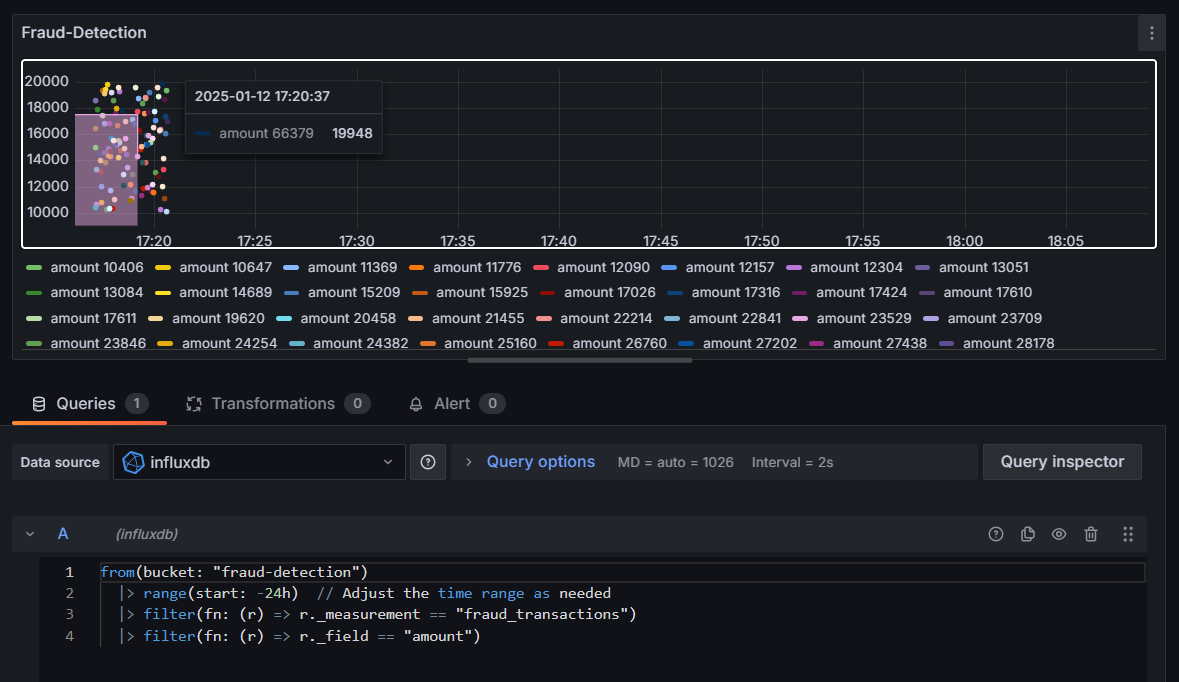 Fraud-Detection
20000
18000
16000
14000
12000
10000
2025-01-12 17:20:37
amount 66379 19948
17:20 17:25 17:30 17:35 17:40 17:45 17:50 17:55 18:00 18:05
amount 10406 amount 10647 amount 11369 amount 11776 amount 12090 amount 12157 amount 12304 amount 13051
amount 13084 amount 14689 amount 15209 amount 15925 amount 17026 amount 17316 amount 17424 amount 17610
amount 17611 amount 19620 amount 20458 amount 21455 amount 22214 amount 22841 amount 23529 amount 23709
amount 23846 amount 24254 amount 24382 amount 25160 amount 26760 amount 27202 amount 27438 amount 28178
Queries 1 Transformations 0 Alert 0
Data source influxdb Query options MD = auto = 1026 Interval = 2s Query inspector
A (influxdb)
1 from(bucket: "fraud-detection")
2 |> range(start: -24h) // Adjust the time range as needed
3 |> filter(fn: (r) => r._measurement == "fraud_transactions")
4 |> filter(fn: (r) => r._field == "amount")